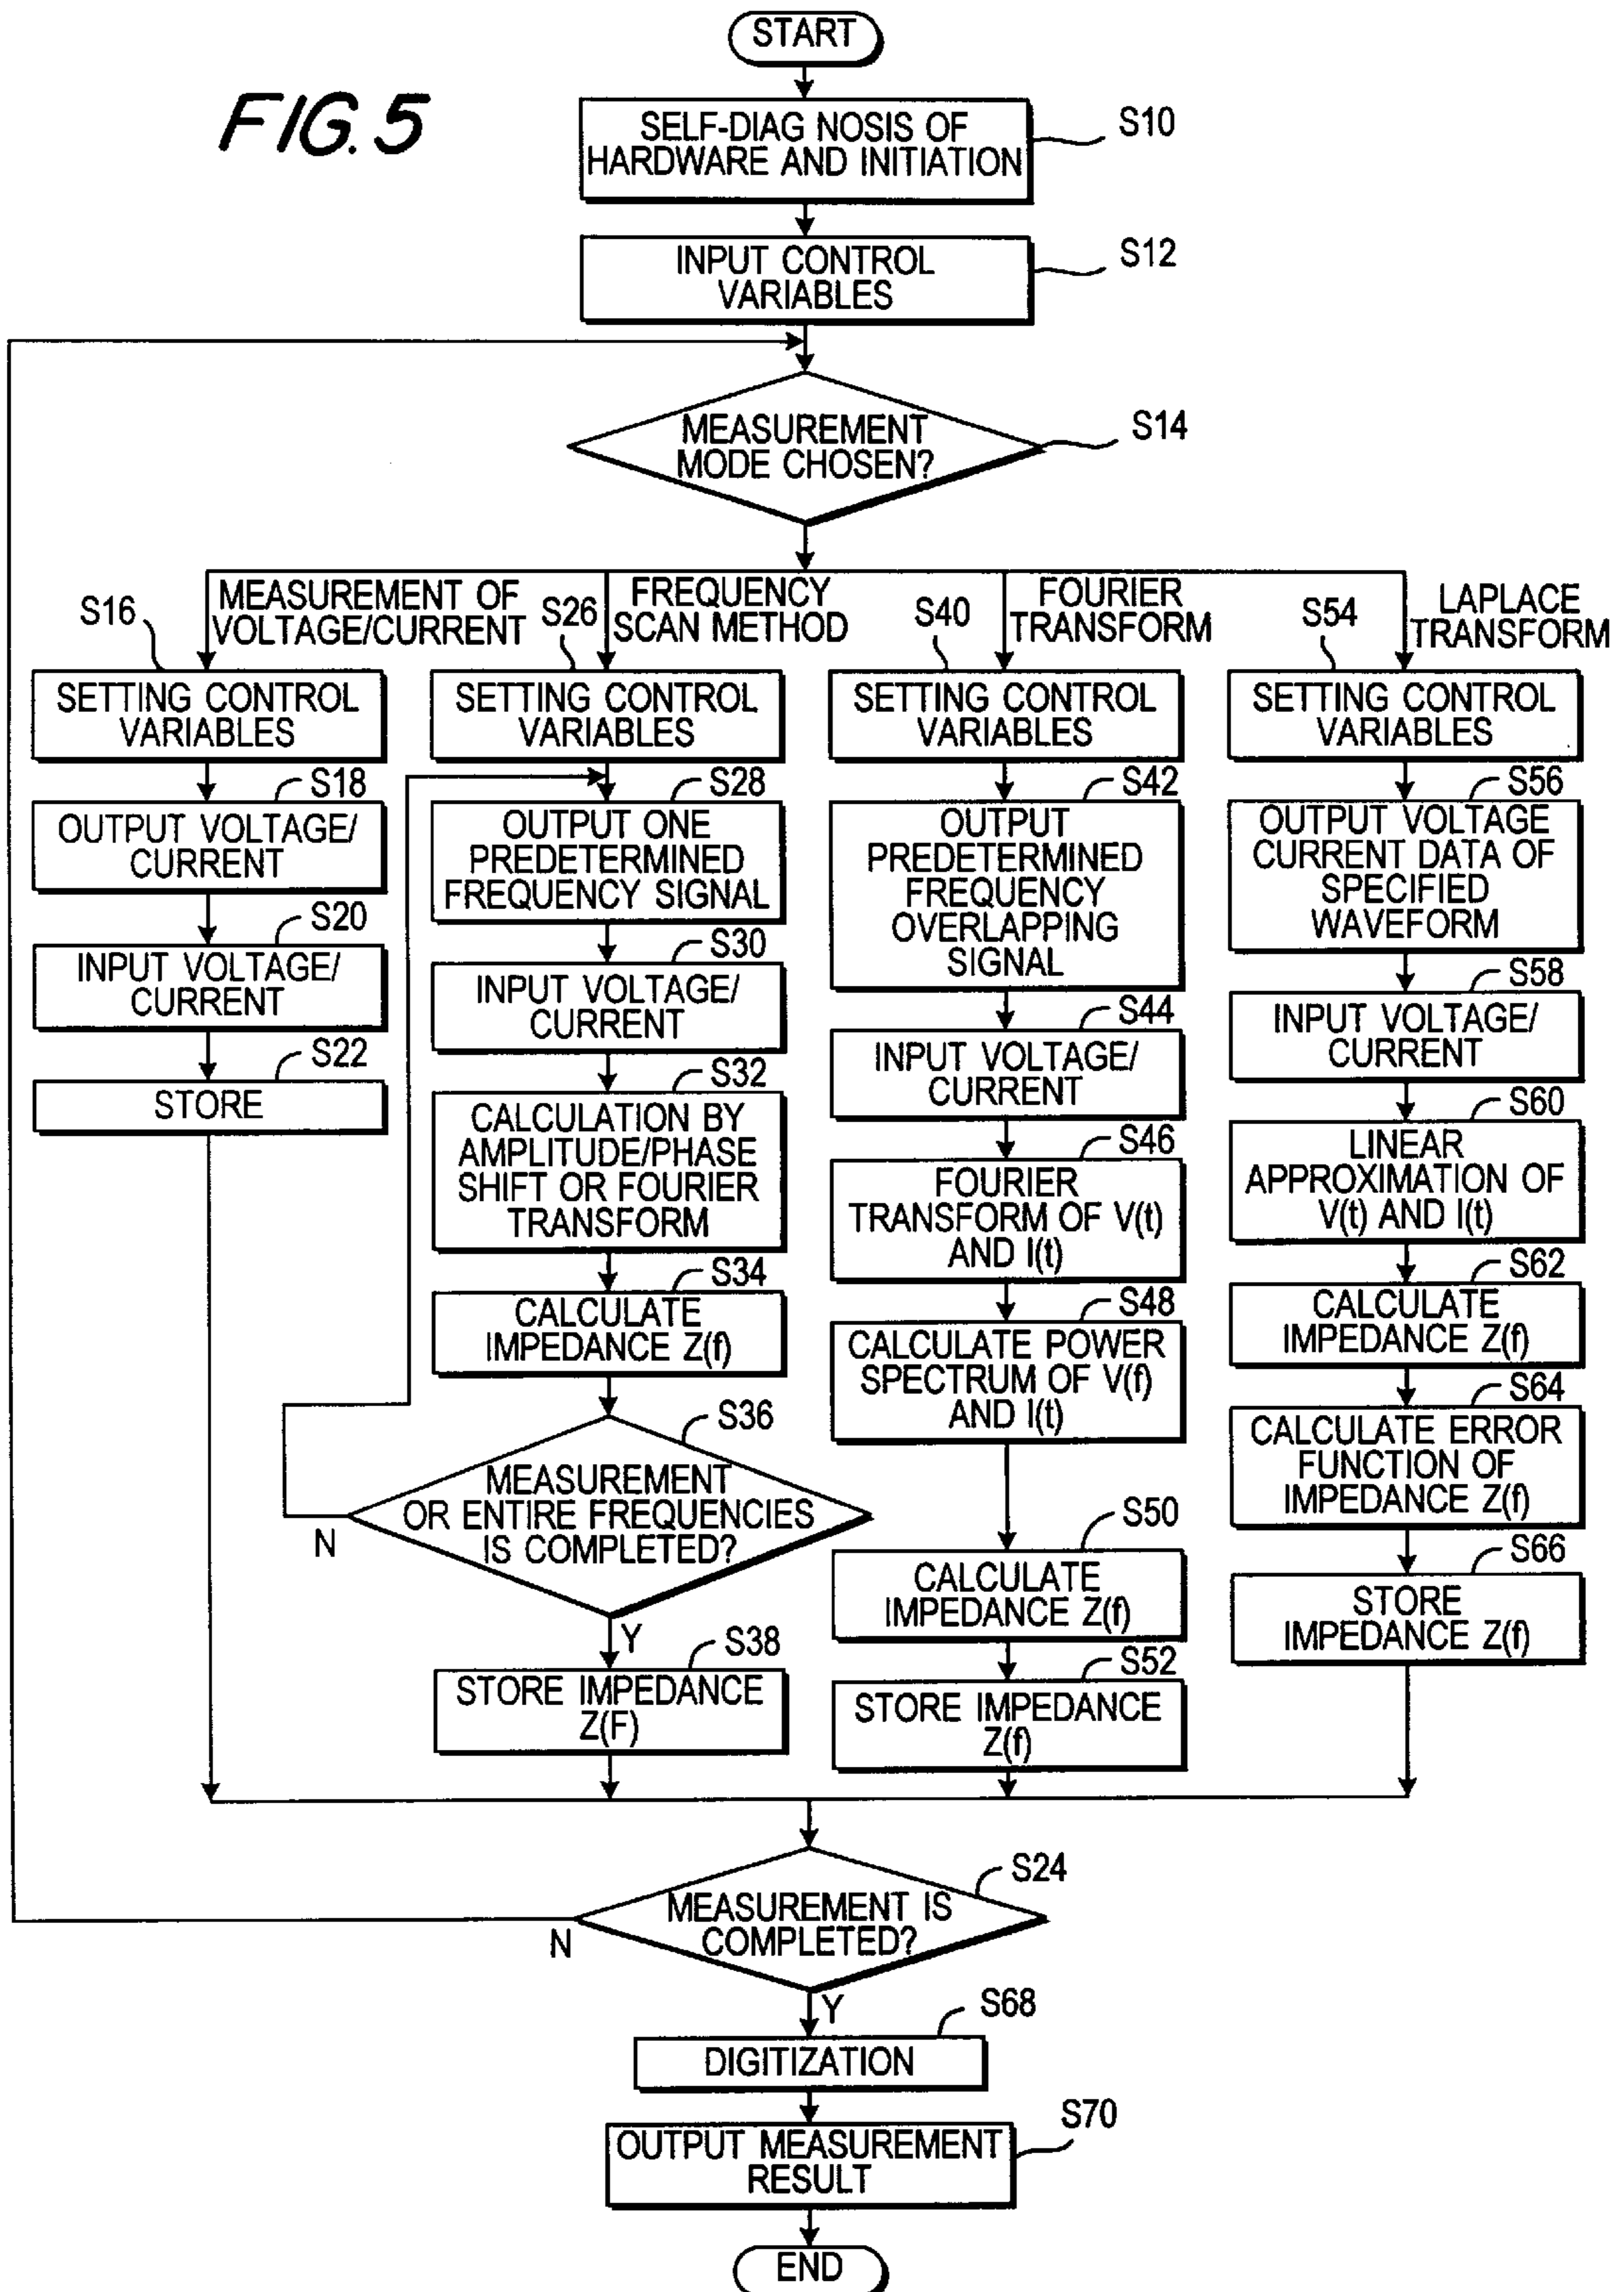 START
FIG. 5
SELF-DIAG NOSIS OF
HARDWARE AND INITIATION
S10
INPUT CONTROL
VARIABLES
S12
MEASUREMENT
MODE CHOSEN?
S14
S16
MEASUREMENT OF
VOLTAGE/CURRENT
SETTING CONTROL
VARIABLES
S18
OUTPUT VOLTAGE/
CURRENT
S20
INPUT VOLTAGE/
CURRENT
S22
STORE
S26
FREQUENCY
SCAN METHOD
SETTING CONTROL
VARIABLES
S28
OUTPUT ONE
PREDETERMINED
FREQUENCY SIGNAL
S30
INPUT VOLTAGE/
CURRENT
S32
CALCULATION BY
AMPLITUDE/PHASE
SHIFT OR FOURIER
TRANSFORM
S34
CALCULATE
IMPEDANCE Z(f)
S36
MEASUREMENT
OR ENTIRE FREQUENCIES
IS COMPLETED?
N
Y
S38
STORE IMPEDANCE
Z(F)
S40
FOURIER
TRANSFORM
SETTING CONTROL
VARIABLES
S42
OUTPUT
PREDETERMINED
FREQUENCY
OVERLAPPING
SIGNAL
S44
INPUT VOLTAGE/
CURRENT
S46
FOURIER
TRANSFORM OF V(t)
AND I(t)
S48
CALCULATE POWER
SPECTRUM OF V(f)
AND I(t)
S50
CALCULATE
IMPEDANCE Z(f)
S52
STORE IMPEDANCE
Z(f)
S54
LAPLACE
TRANSFORM
SETTING CONTROL
VARIABLES
S56
OUTPUT VOLTAGE
CURRENT DATA OF
SPECIFIED
WAVEFORM
S58
INPUT VOLTAGE/
CURRENT
S60
LINEAR
APPROXIMATION OF
V(t) AND I(t)
S62
CALCULATE
IMPEDANCE Z(f)
S64
CALCULATE ERROR
FUNCTION OF
IMPEDANCE Z(f)
S66
STORE
IMPEDANCE Z(f)
S24
MEASUREMENT IS
COMPLETED?
N
Y
S68
DIGITIZATION
S70
OUTPUT MEASUREMENT
RESULT
END